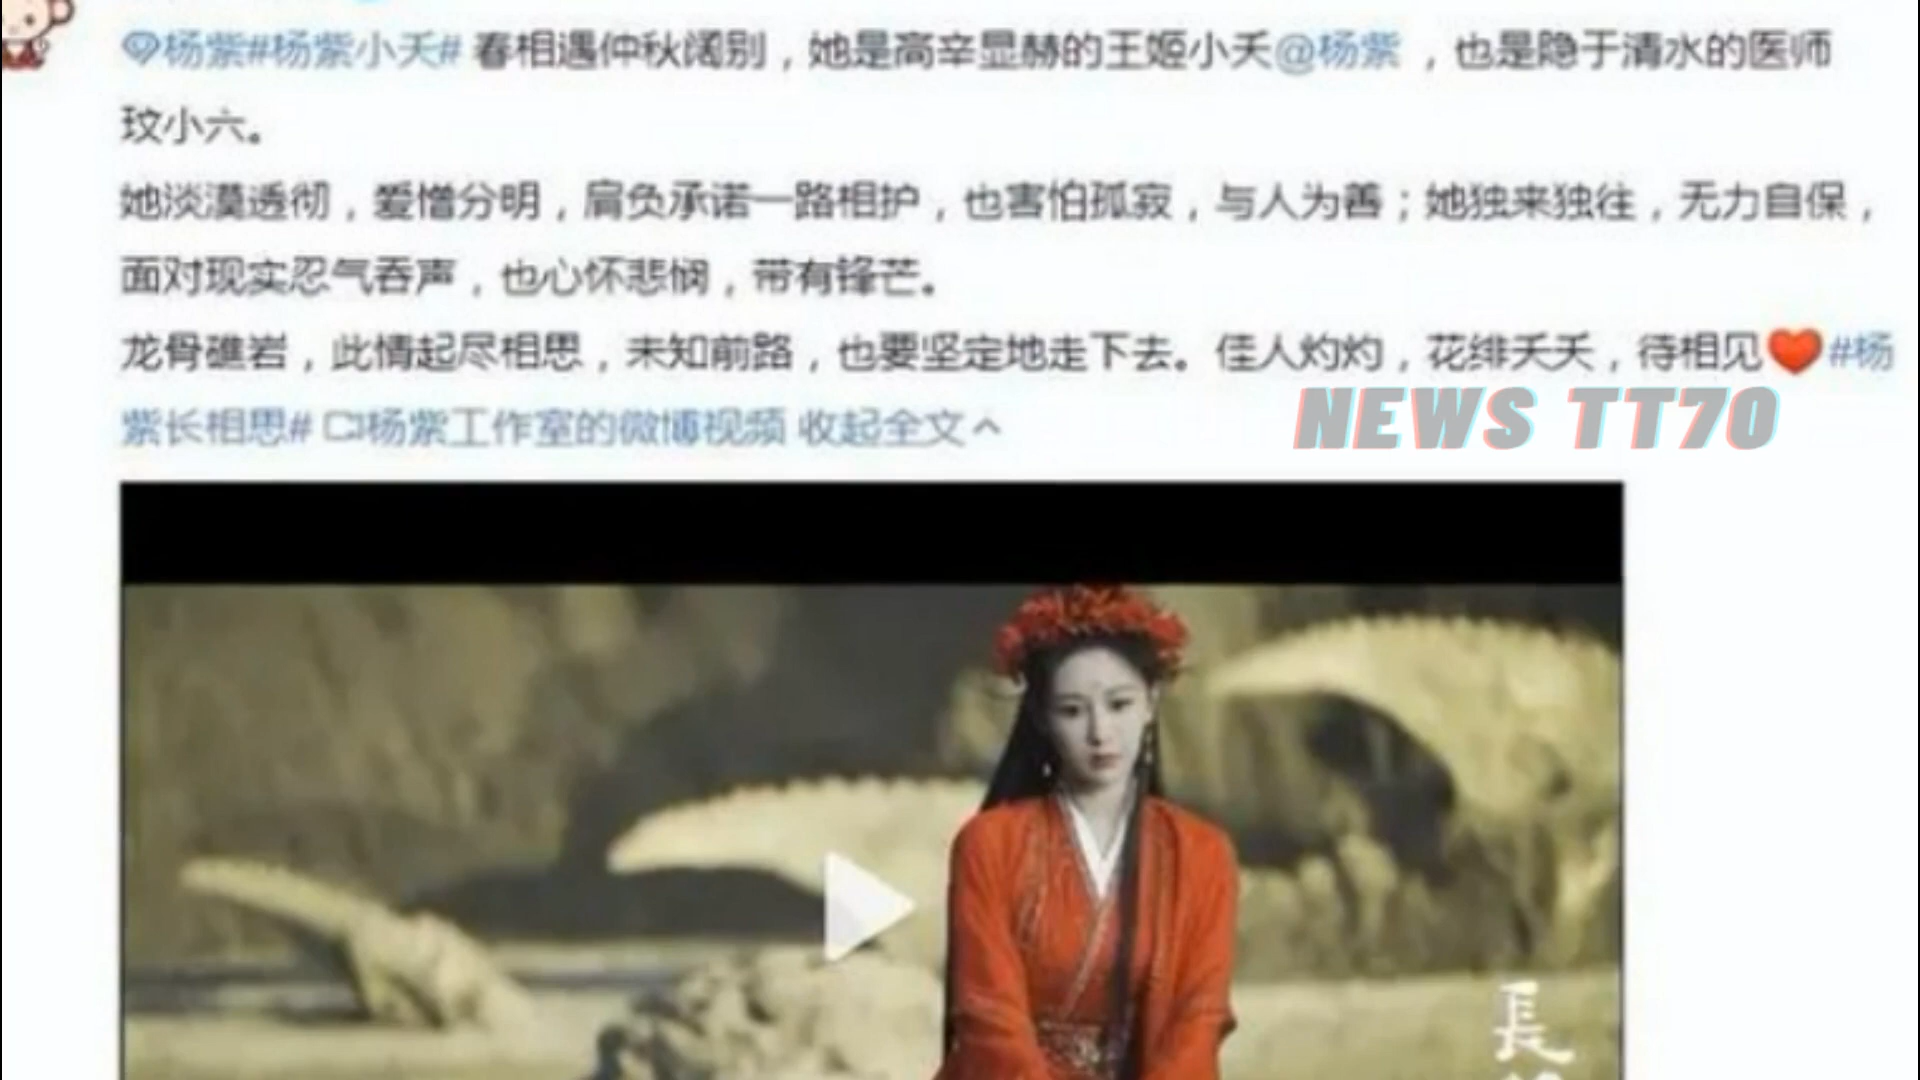 杨紫#杨紫小夭# 春相遇仲秋阔别，她是高辛显赫的王姬小夭@杨紫 ，也是隐于清水的医师
玟小六。
她淡漠透彻，爱憎分明，肩负承诺一路相护，也害怕孤寂，与人为善；她独来独往，无力自保，
面对现实忍气吞声，也心怀悲悯，带有锋芒。
龙骨礁岩，此情起尽相思，未知前路，也要坚定地走下去。佳人灼灼，花绯夭夭，待相见❤️#杨
紫长相思# 杨紫工作室的微博视频 收起全文^
NEWS TT70
長